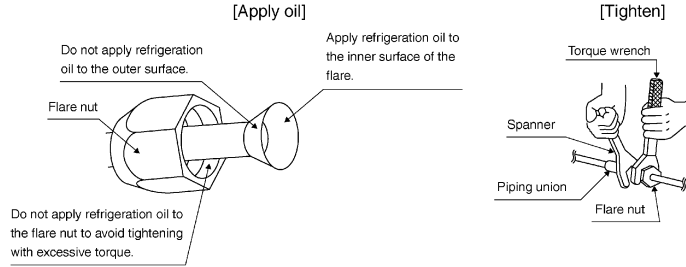 [Apply oil]
Do not apply refrigeration
oil to the outer surface.
Apply refrigeration oil to
the inner surface of the
flare.
Flare nut
Do not apply refrigeration oil to
the flare nut to avoid tightening
with excessive torque.
[Tighten]
Torque wrench
Spanner
Piping union
Flare nut